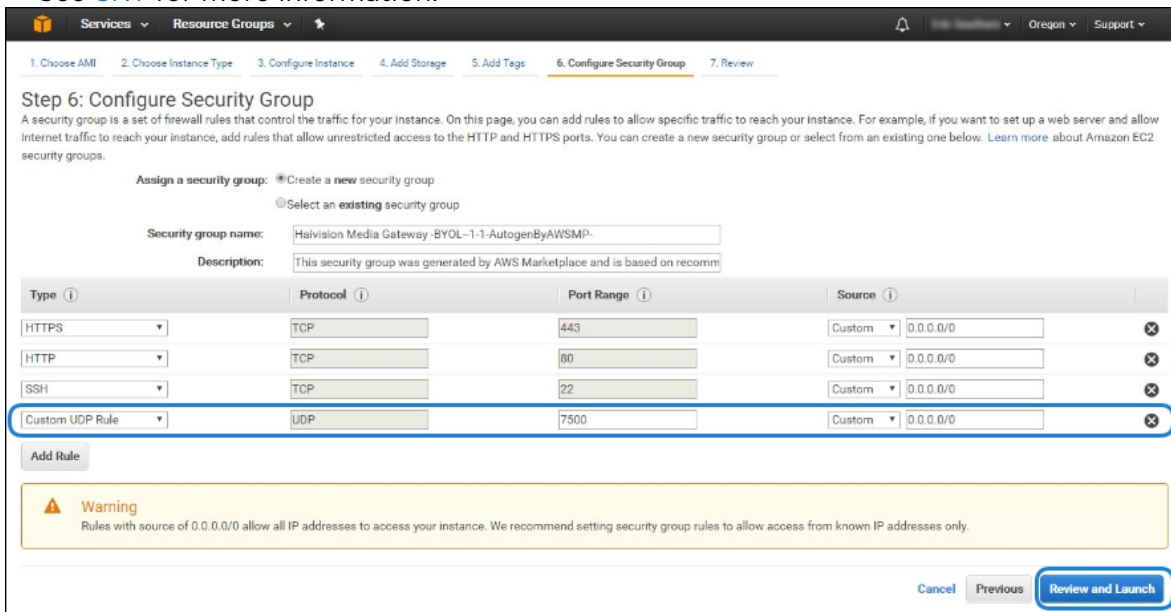 See SRT for more information.
Services Resource Groups Oregon Support
1. Choose AMI 2. Choose Instance Type 3. Configure Instance 4. Add Storage 5. Add Tags 6. Configure Security Group 7. Review
Step 6: Configure Security Group
A security group is a set of firewall rules that control the traffic for your instance. On this page, you can add rules to allow specific traffic to reach your instance. For example, if you want to set up a web server and allow
Internet traffic to reach your instance, add rules that allow unrestricted access to the HTTP and HTTPS ports. You can create a new security group or select from an existing one below. Learn more about Amazon EC2
security groups.
Assign a security group: Create a new security group
Select an existing security group
Security group name: Haivision Media Gateway -BYOL--1-1-AutogenByAWSMP-
Description: This security group was generated by AWS Marketplace and is based on recomm
Type Protocol Port Range Source
HTTPS TCP 443 Custom 0.0.0.0/0
HTTP TCP 80 Custom 0.0.0.0/0
SSH TCP 22 Custom 0.0.0.0/0
Custom UDP Rule UDP 7500 Custom 0.0.0.0/0
Add Rule
Warning
Rules with source of 0.0.0.0/0 allow all IP addresses to access your instance. We recommend setting security group rules to allow access from known IP addresses only.
Cancel Previous Review and Launch